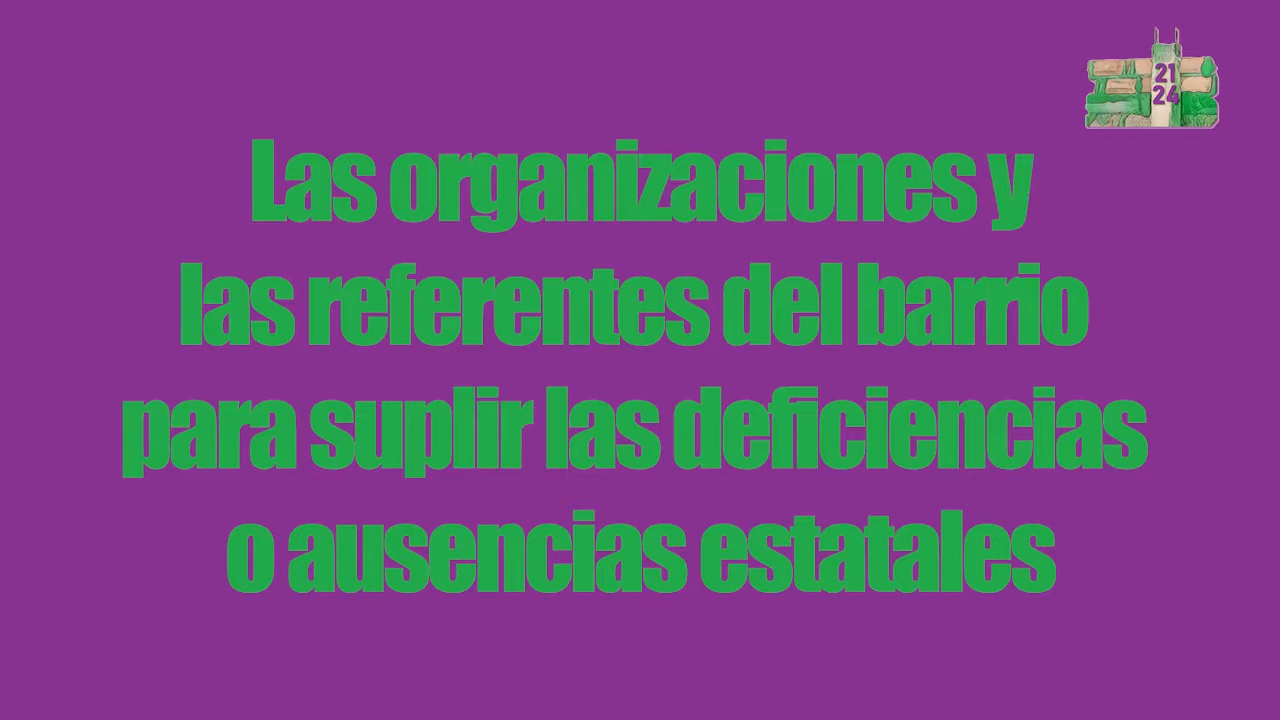 21
24
Las organizaciones y
las referentes del barrio
para suplir las deficiencias
o ausencias estatales